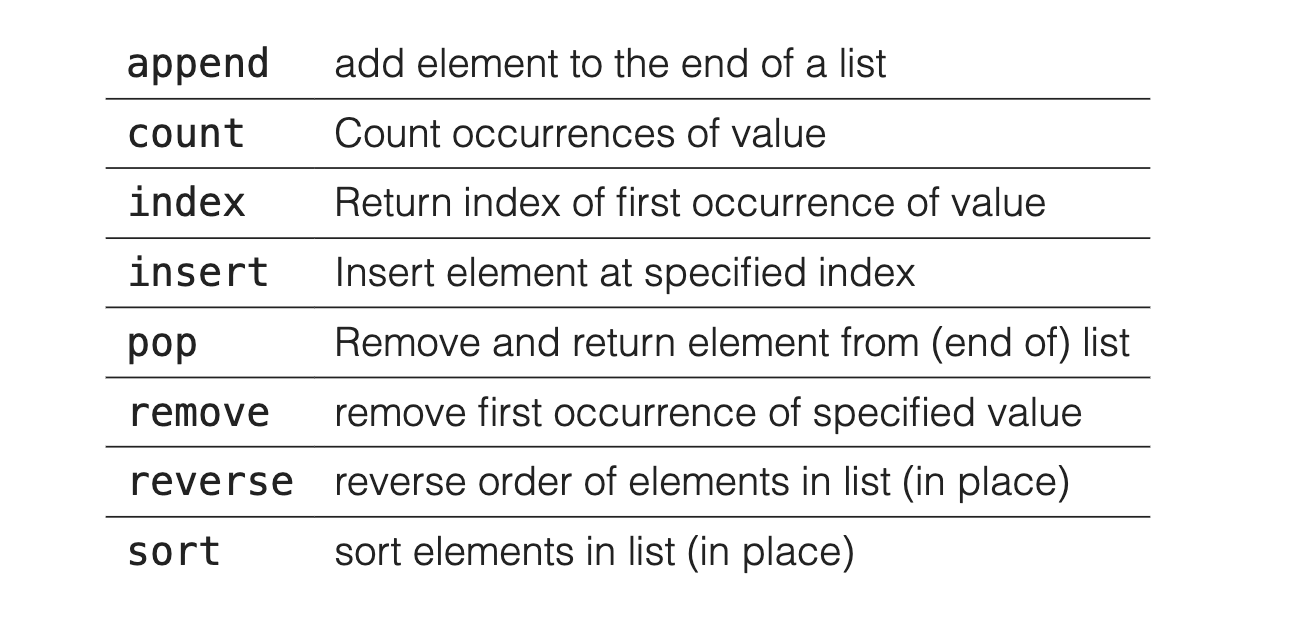 append add element to the end of a list
count Count occurrences of value
index Return index of first occurrence of value
insert Insert element at specified index
pop Remove and return element from (end of) list
remove remove first occurrence of specified value
reverse reverse order of elements in list (in place)
sort sort elements in list (in place)